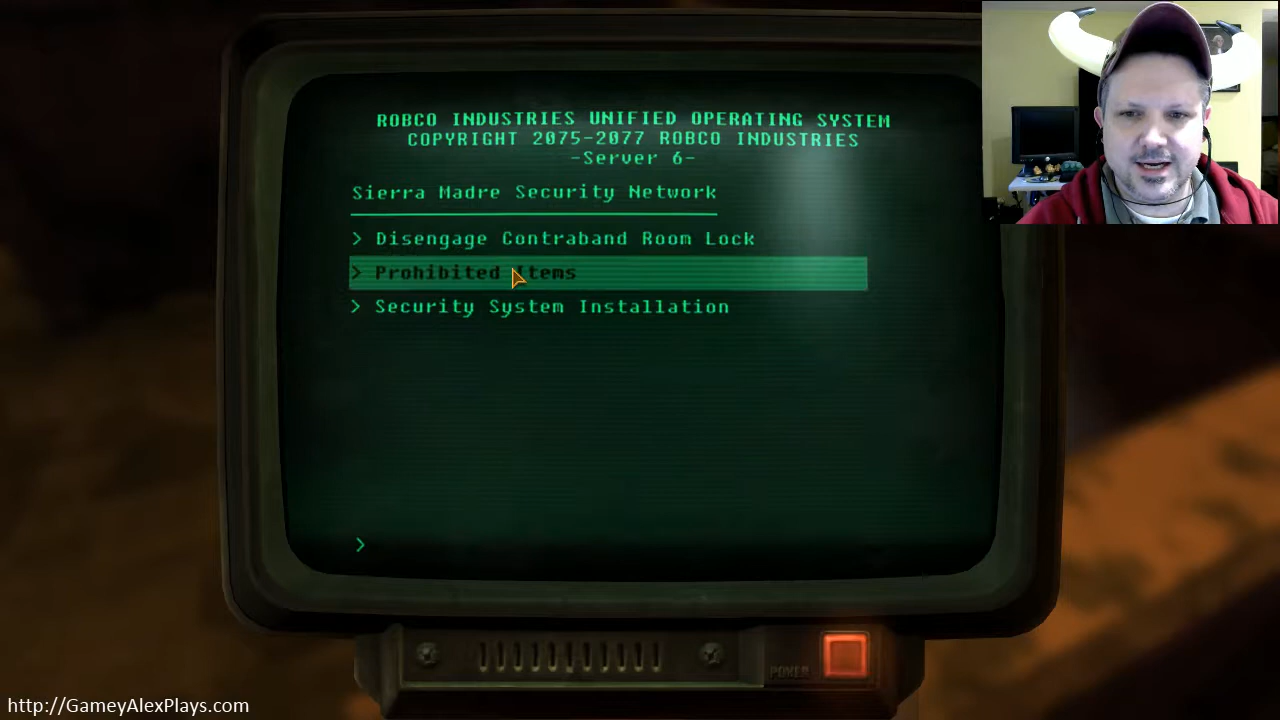 ROBCO INDUSTRIES UNIFIED OPERATING SYSTEM
COPYRIGHT 2075-2077 ROBCO INDUSTRIES
-Server 6-
Sierra Madre Security Network
> Disengage Contraband Room Lock
> Prohibited Items
> Security System Installation
>
POWER
http://GameyAlexPlays.com